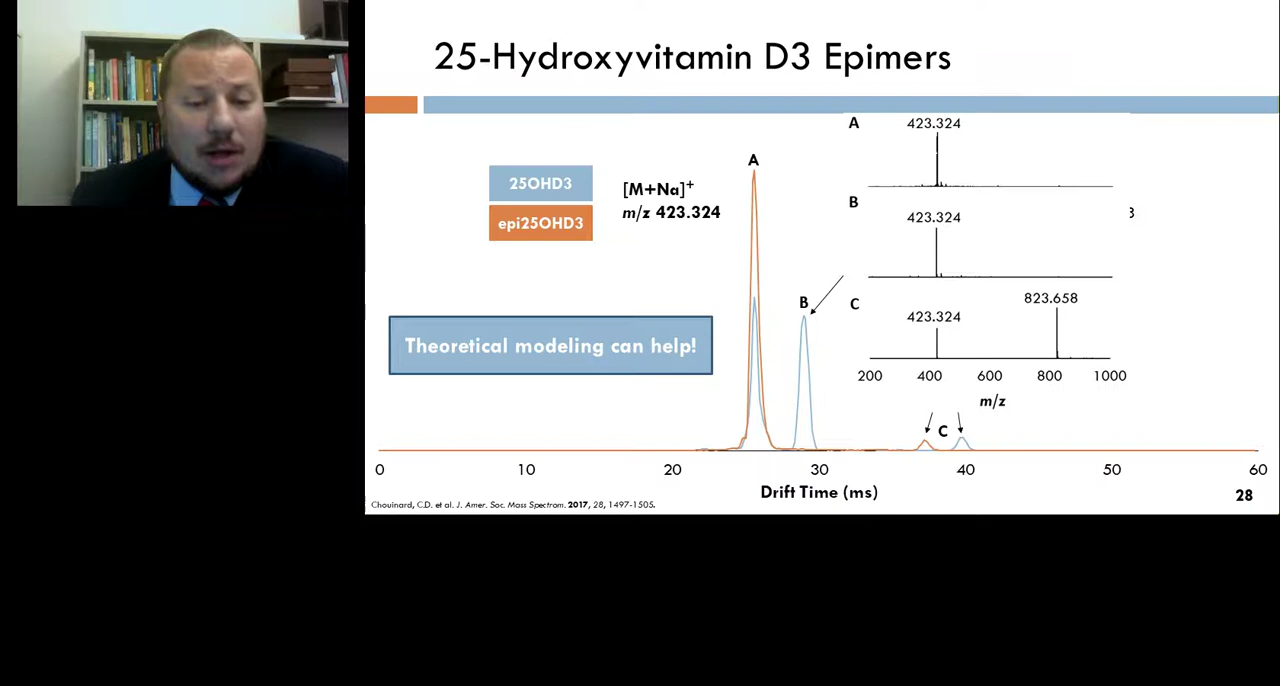 25-Hydroxyvitamin D3 Epimers
25OHD3
epi25OHD3
[M+Na]⁺
m/z 423.324
Theoretical modeling can help!
A
B
C
A
423.324
B
423.324
C
423.324
823.658
200 400 600 800 1000
m/z
3
0 10 20 30 40 50 60
Drift Time (ms)
Chouinard, C.D. et al. J. Amer. Soc. Mass Spectrom. 2017, 28, 1497-1505.
28